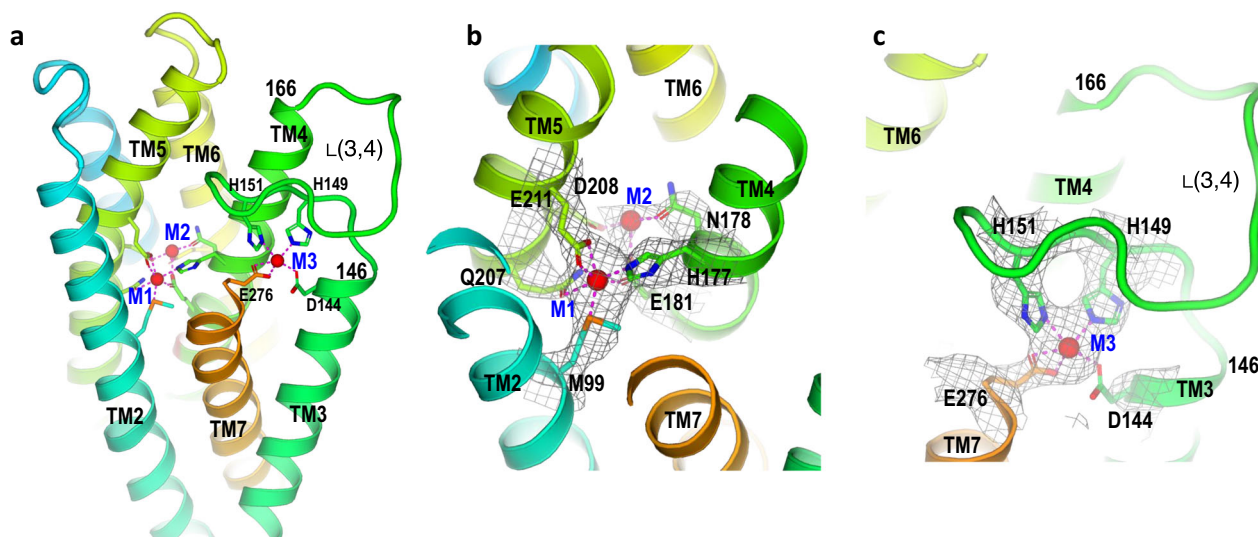 a
166
TM5
TM6
TM4
L(3,4)
H151
H149
M2
M3
146
M1
E276
D144
TM2
TM7
TM3
b
TM6
TM5
D208
M2
TM4
E211
N178
Q207
H177
M1
E181
TM2
M99
TM7
c
166
TM6
L(3,4)
TM4
H151
H149
M3
146
E276
TM3
D144
TM7